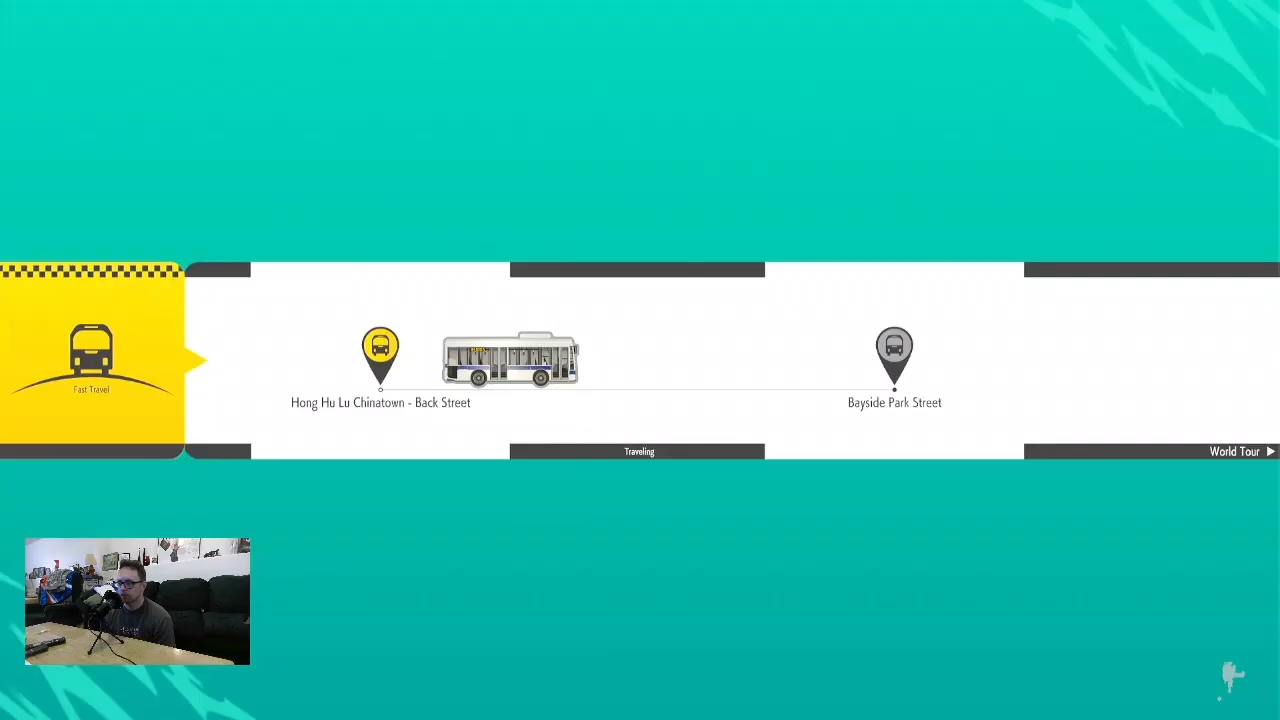 Fast Travel
Hong Hu Lu Chinatown - Back Street
Bayside Park Street
Traveling
World Tour